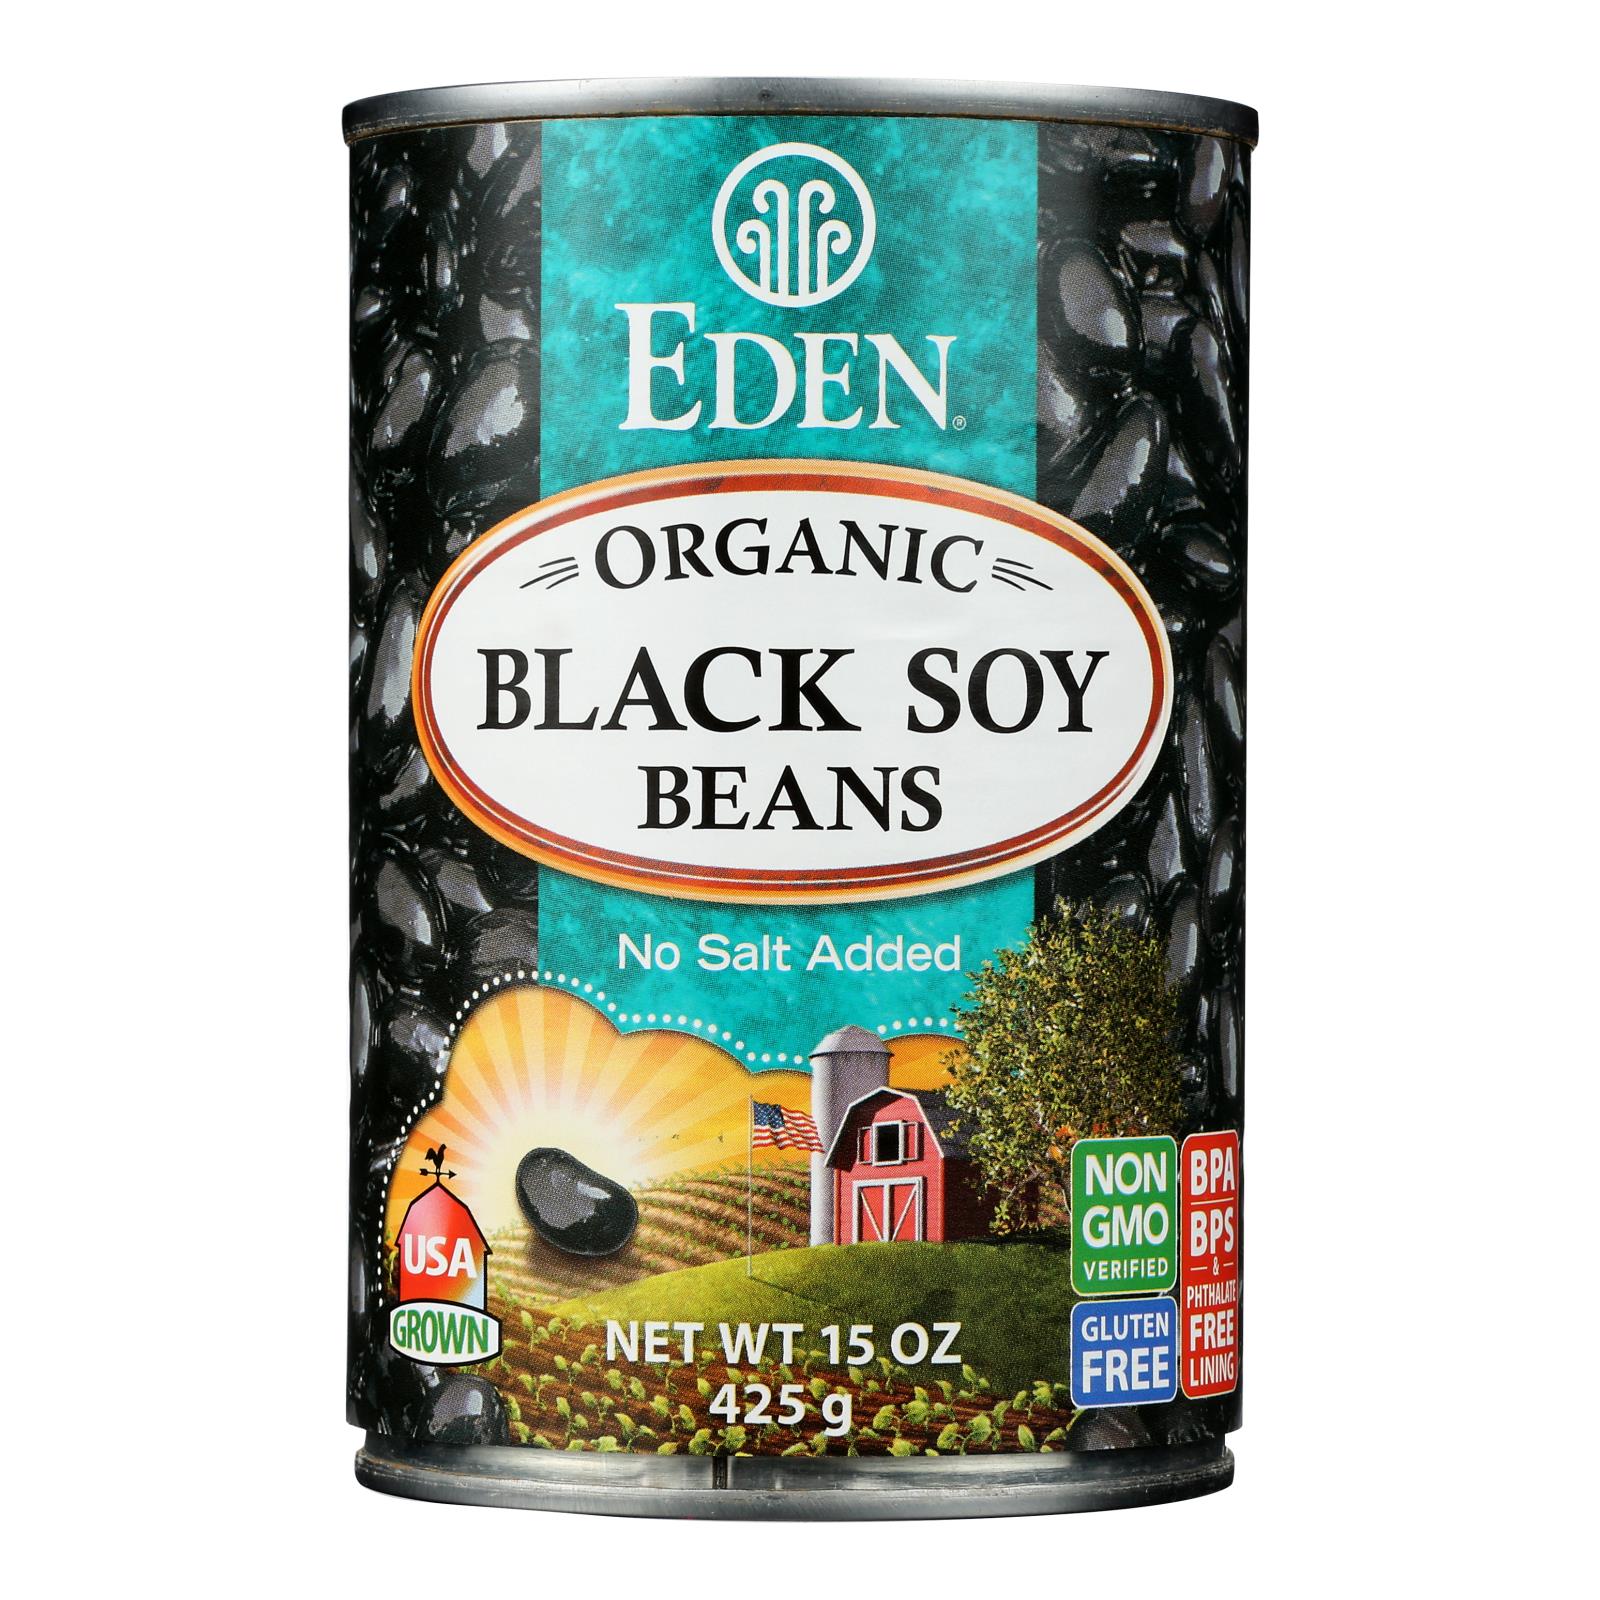 EDEN®
ORGANIC
BLACK SOY
BEANS
No Salt Added
USA
GROWN
NON
GMO
VERIFIED
GLUTEN
FREE
BPA
BPS
&
PHTHALATE
FREE
LINING
NET WT 15 OZ
425 g